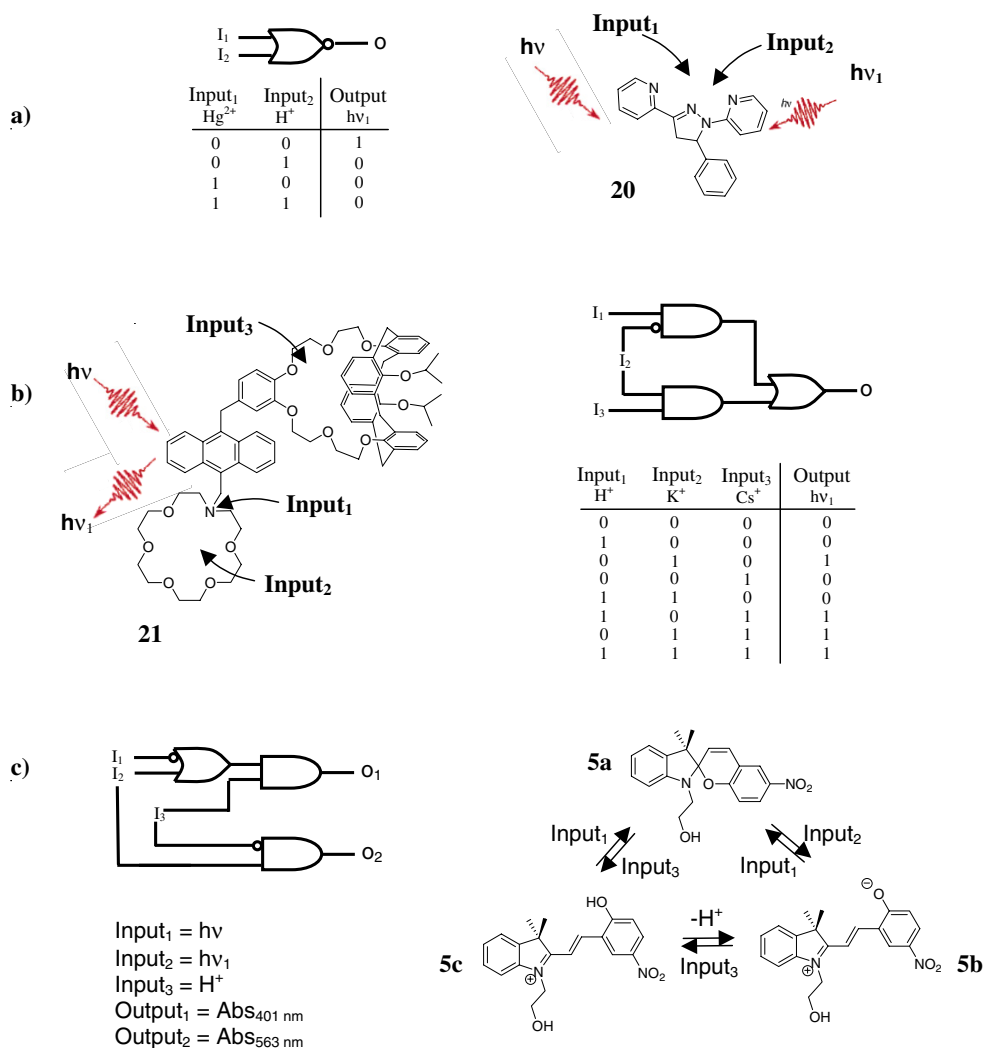 a)
I₁
I₂
O
Input₁ Input₂ Output
Hg²⁺ H⁺ hν₁
0 0 1
0 1 0
1 0 0
1 1 0
Input₁
Input₂
hν
hν₁
hν
N
N
N
N
20
b)
hν
hν₁
Input₃
O
O
O
O
O
O
O
O
N
Input₁
O
O
O
O
O
Input₂
21
I₁
I₂
I₃
O
Input₁ Input₂ Input₃ Output
H⁺ K⁺ Cs⁺ hν₁
0 0 0 0
1 0 0 0
0 1 0 1
0 0 1 0
1 1 0 0
1 0 1 1
0 1 1 1
1 1 1 1
c)
I₁
I₂
I₃
O₁
O₂
Input₁ = hν
Input₂ = hν₁
Input₃ = H⁺
Output₁ = Abs₄₀₁ ₙₘ
Output₂ = Abs₅₆₃ ₙₘ
5a
N
O
NO₂
OH
Input₁
Input₃
Input₂
Input₁
-H⁺
Input₃
5c
HO
N
⊕
NO₂
OH
5b
⊖
O
N
⊕
NO₂
OH